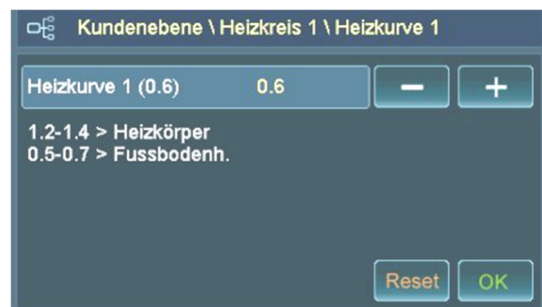 Kundenebene \ Heizkreis 1 \ Heizkurve 1
Heizkurve 1 (0.6) 0.6 - +
1.2-1.4 > Heizkörper
0.5-0.7 > Fussbodenh.
Reset OK